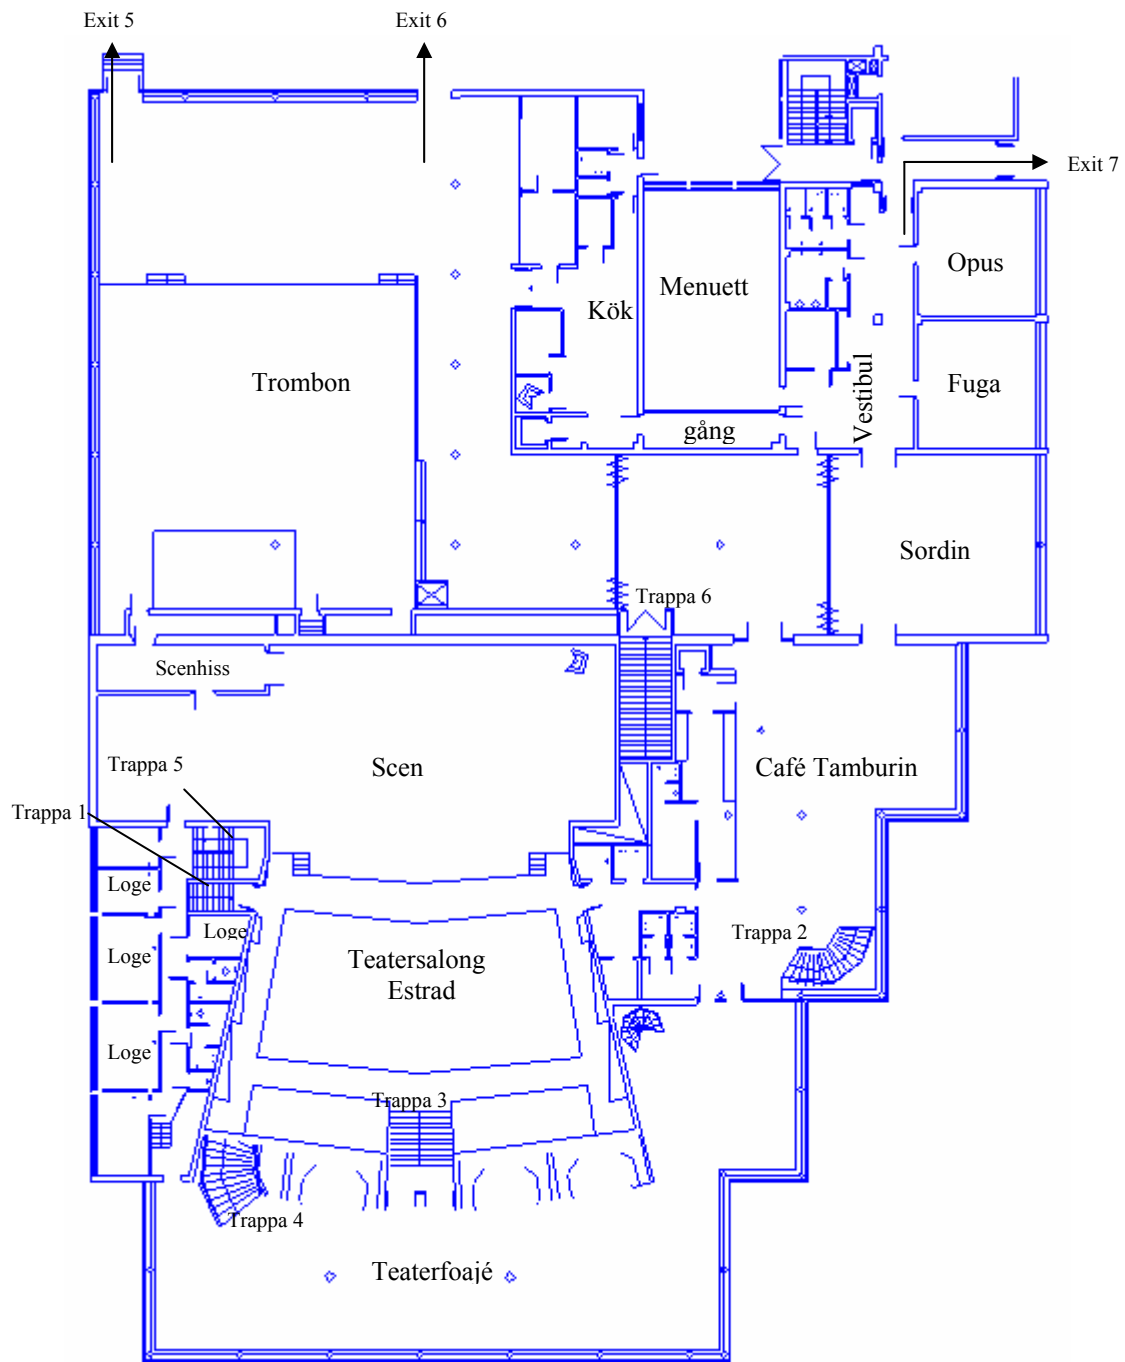 Exit 5
Exit 6
Exit 7
Opus
Menuett
Kök
Trombon
Fuga
Vestibul
gång
Sordin
Trappa 6
Scenhiss
Trappa 5
Scen
Café Tamburin
Trappa 1
Loge
Loge
Trappa 2
Loge
Teatersalong
Estrad
Loge
Trappa 3
Trappa 4
Teaterfoajé